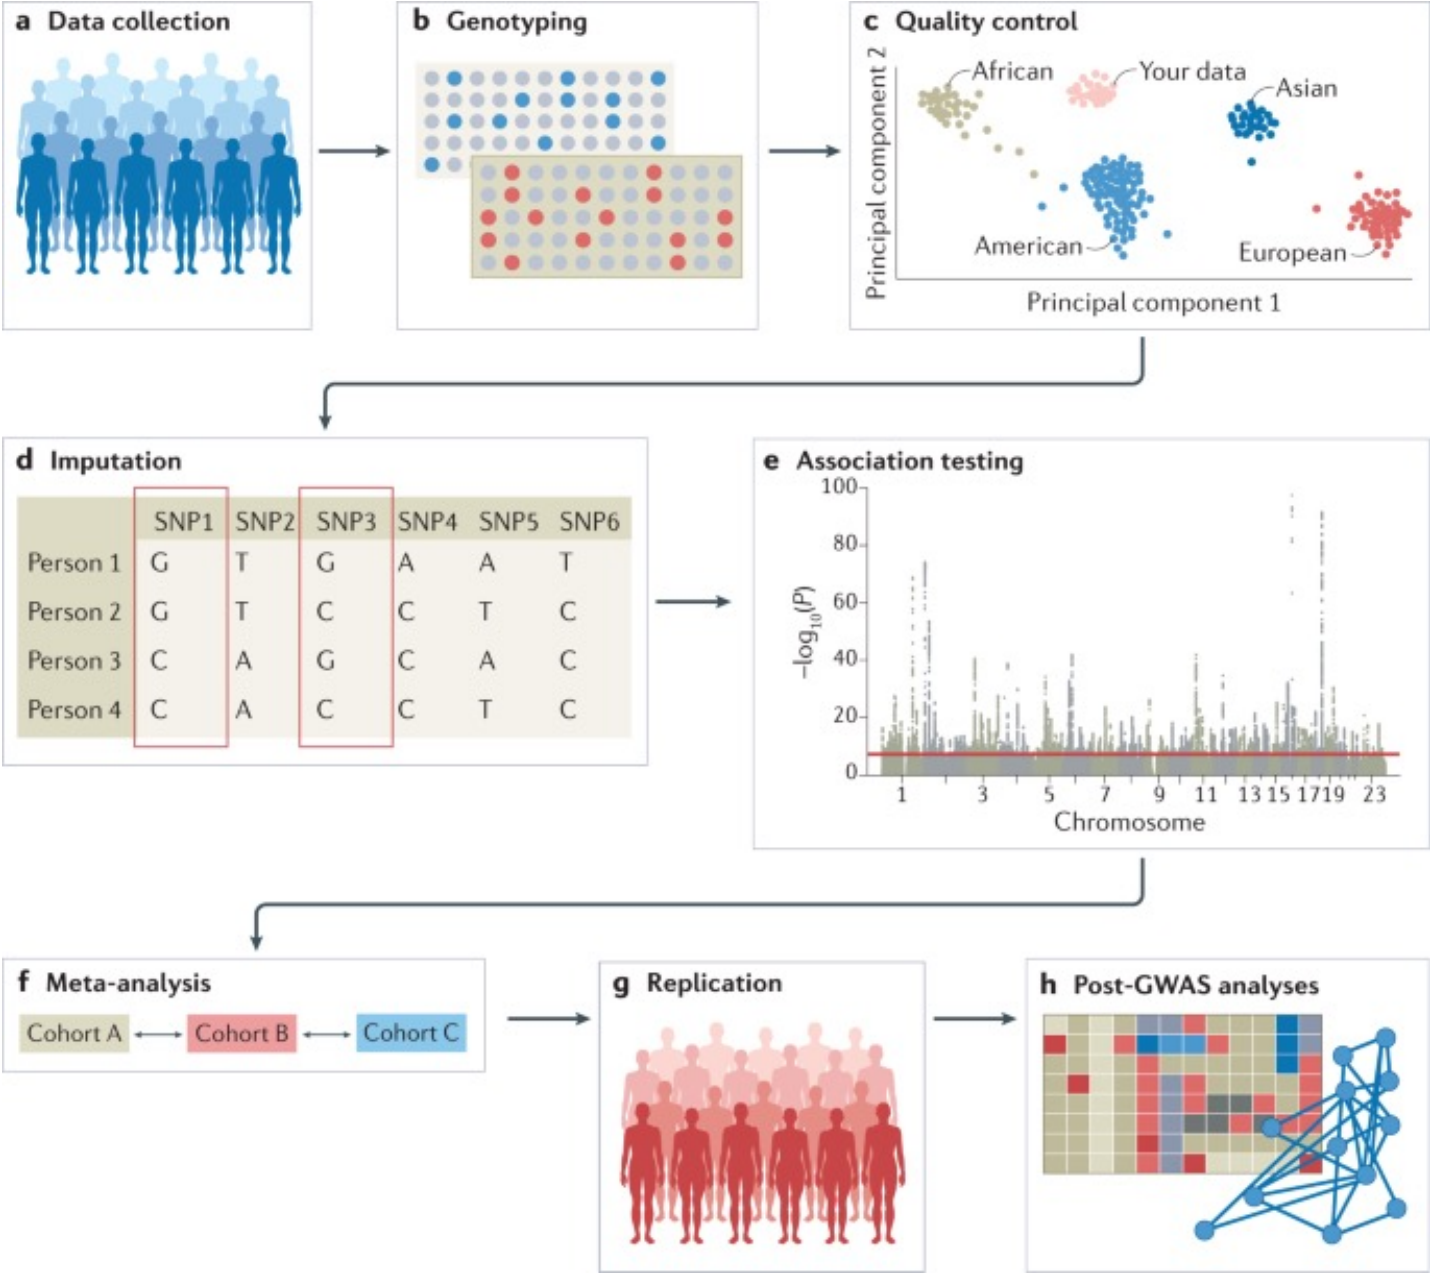 a Data collection
b Genotyping
c Quality control
Principal component 2
African
Your data
Asian
American
European
Principal component 1
d Imputation
SNP1 SNP2 SNP3 SNP4 SNP5 SNP6
Person 1 G T G A A T
Person 2 G T C C T C
Person 3 C A G C A C
Person 4 C A C C T C
e Association testing
100
80
60
40
20
0
–log10(P)
1 3 5 7 9 11 13 15 17 19 23
Chromosome
f Meta-analysis
Cohort A Cohort B Cohort C
g Replication
h Post-GWAS analyses